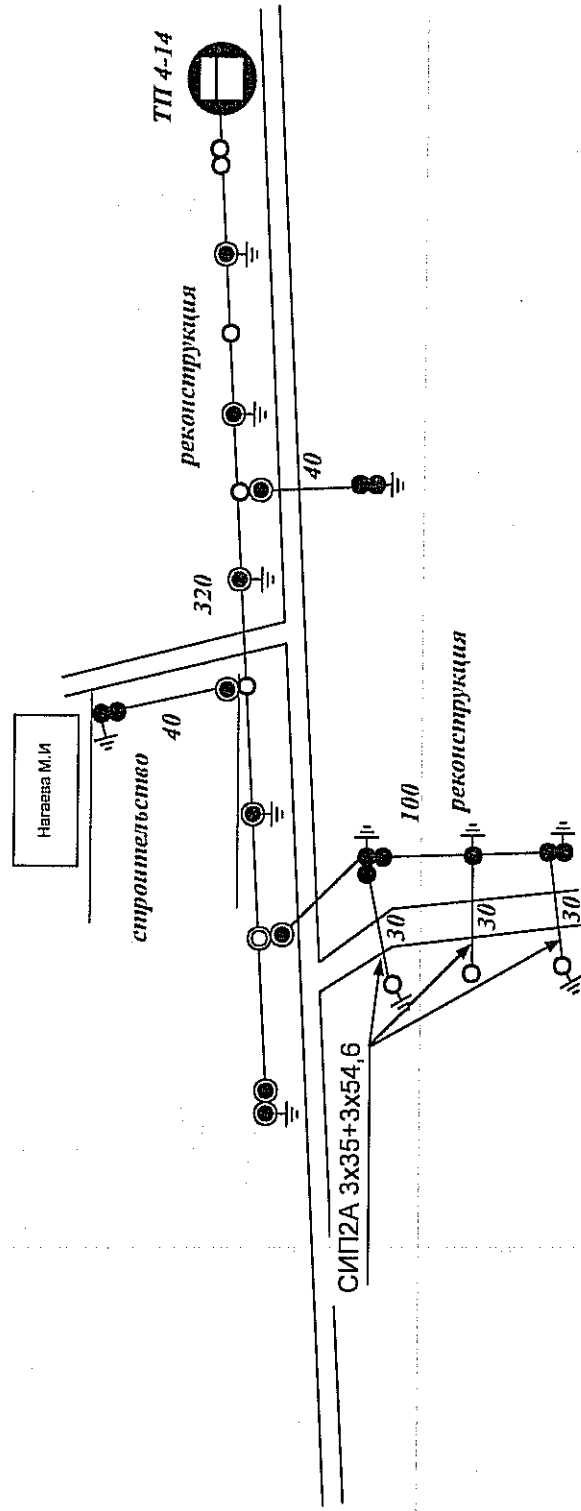 ТП 4-14
реконструкция
320
40
Нагаева М.И
40
строительство
100
реконструкция
30
30
30
СИП2А 3х35+3х54,6